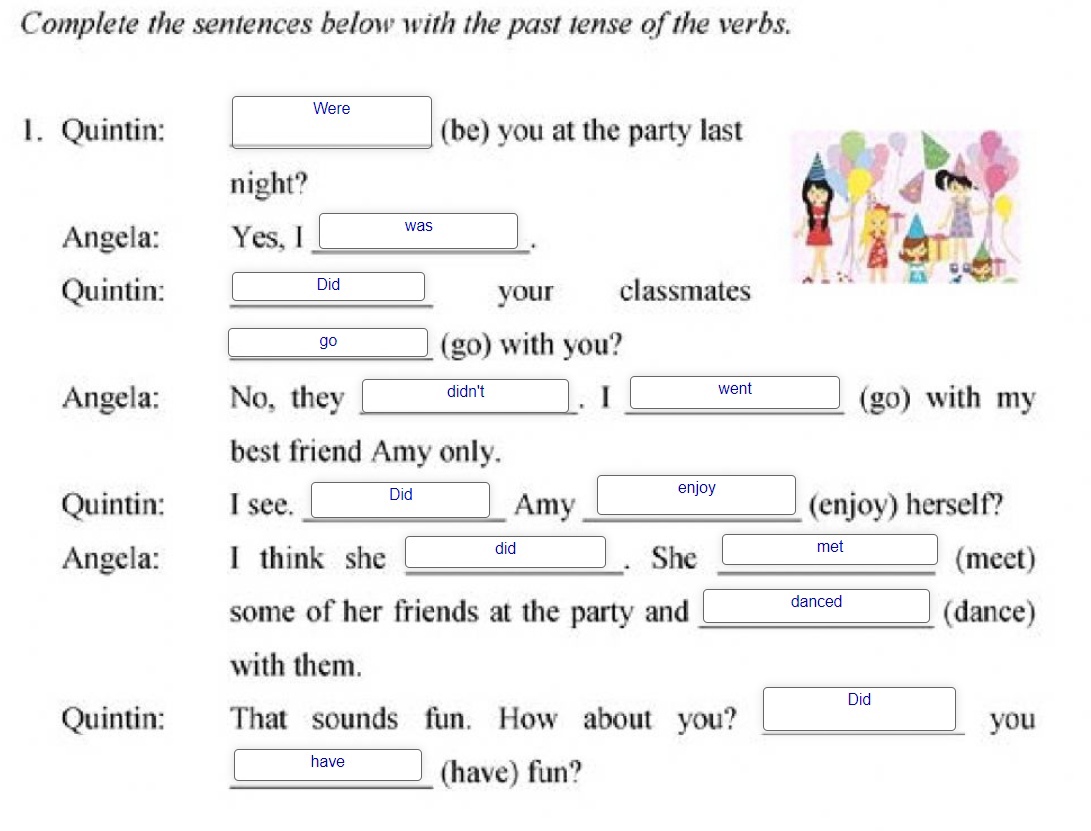 Complete the sentences below with the past tense of the verbs.
1. Quintin: Were (be) you at the party last
night?
Angela: Yes, I was .
Quintin: Did your classmates
go (go) with you?
Angela: No, they didn't . I went (go) with my
best friend Amy only.
Quintin: I see. Did Amy enjoy (enjoy) herself?
Angela: I think she did . She met (meet)
some of her friends at the party and danced (dance)
with them.
Quintin: That sounds fun. How about you? Did you
have (have) fun?